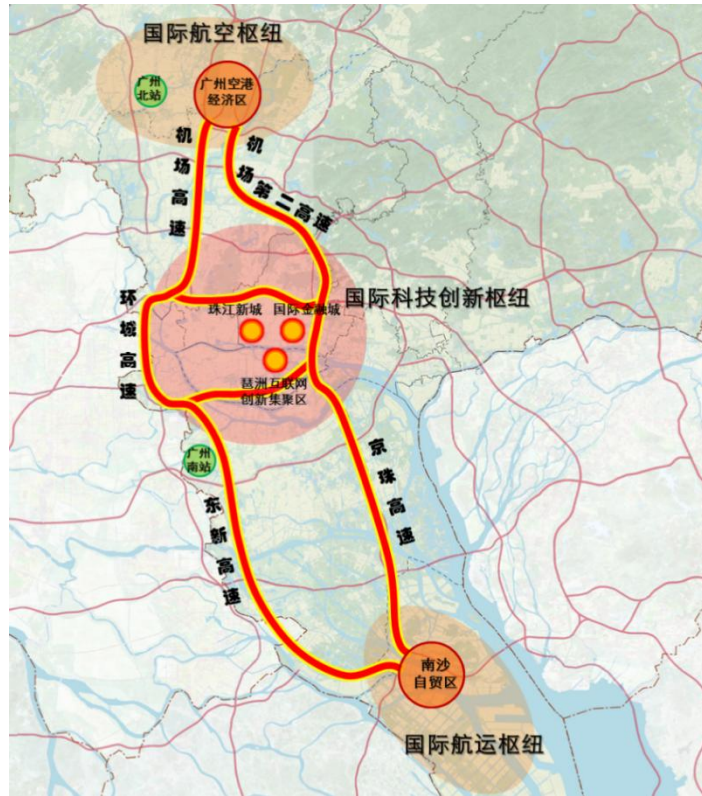 国际航空枢纽
广州
北站
广州空港
经济区
机场高速
机场第二高速
环城高速
国际科技创新枢纽
珠江新城
国际金融城
琶洲互联网
创新集聚区
广州
南站
京珠高速
东新高速
南沙
自贸区
国际航运枢纽